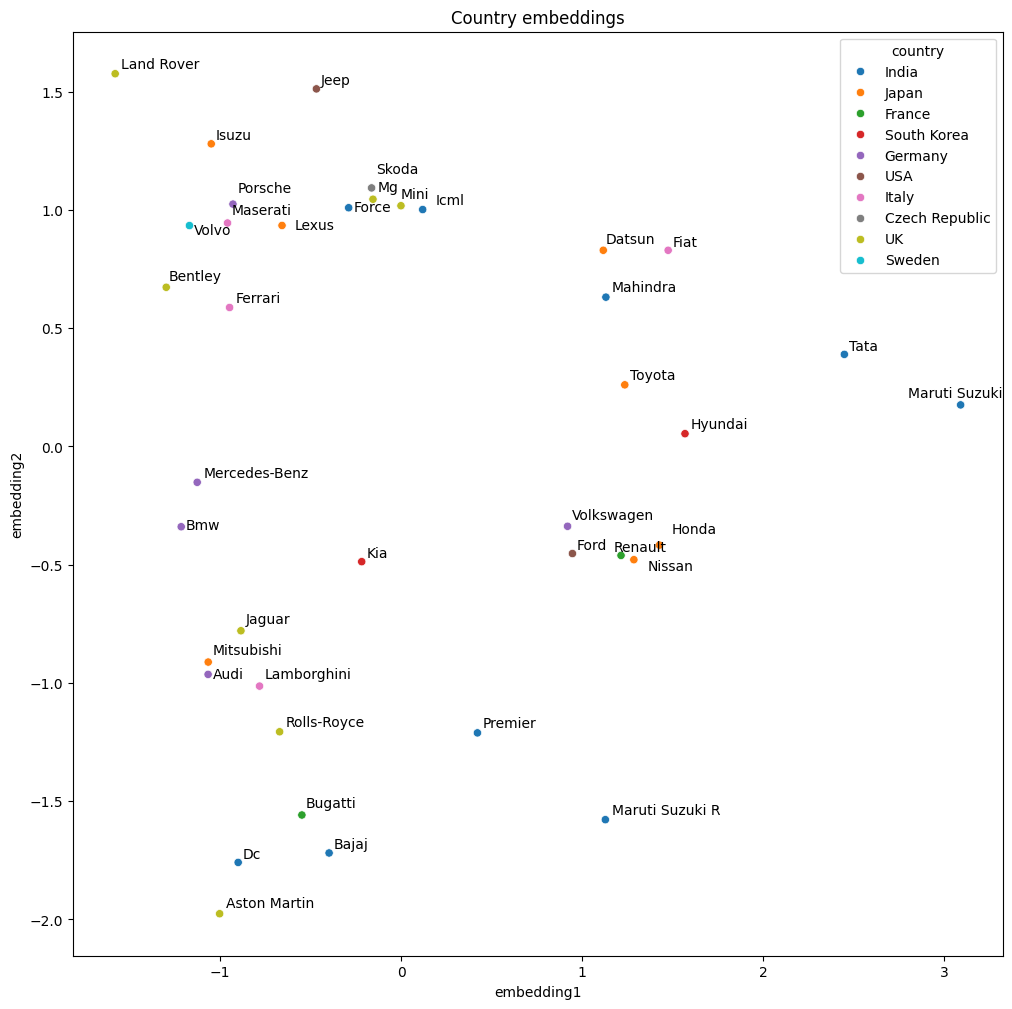 Country embeddings
country
India
Japan
France
South Korea
Germany
USA
Italy
Czech Republic
UK
Sweden
Land Rover
Jeep
Isuzu
Skoda
Porsche
Mg
Mini
Icml
Maserati
Force
Volvo
Lexus
Datsun
Fiat
Bentley
Ferrari
Mahindra
Tata
Toyota
Maruti Suzuki
Hyundai
Mercedes-Benz
Bmw
Volkswagen
Honda
Ford
Renault
Nissan
Kia
Jaguar
Mitsubishi
Audi
Lamborghini
Rolls-Royce
Premier
Bugatti
Maruti Suzuki R
Dc
Bajaj
Aston Martin
embedding2
1.5
1.0
0.5
0.0
−0.5
−1.0
−1.5
−2.0
−1
0
1
2
3
embedding1